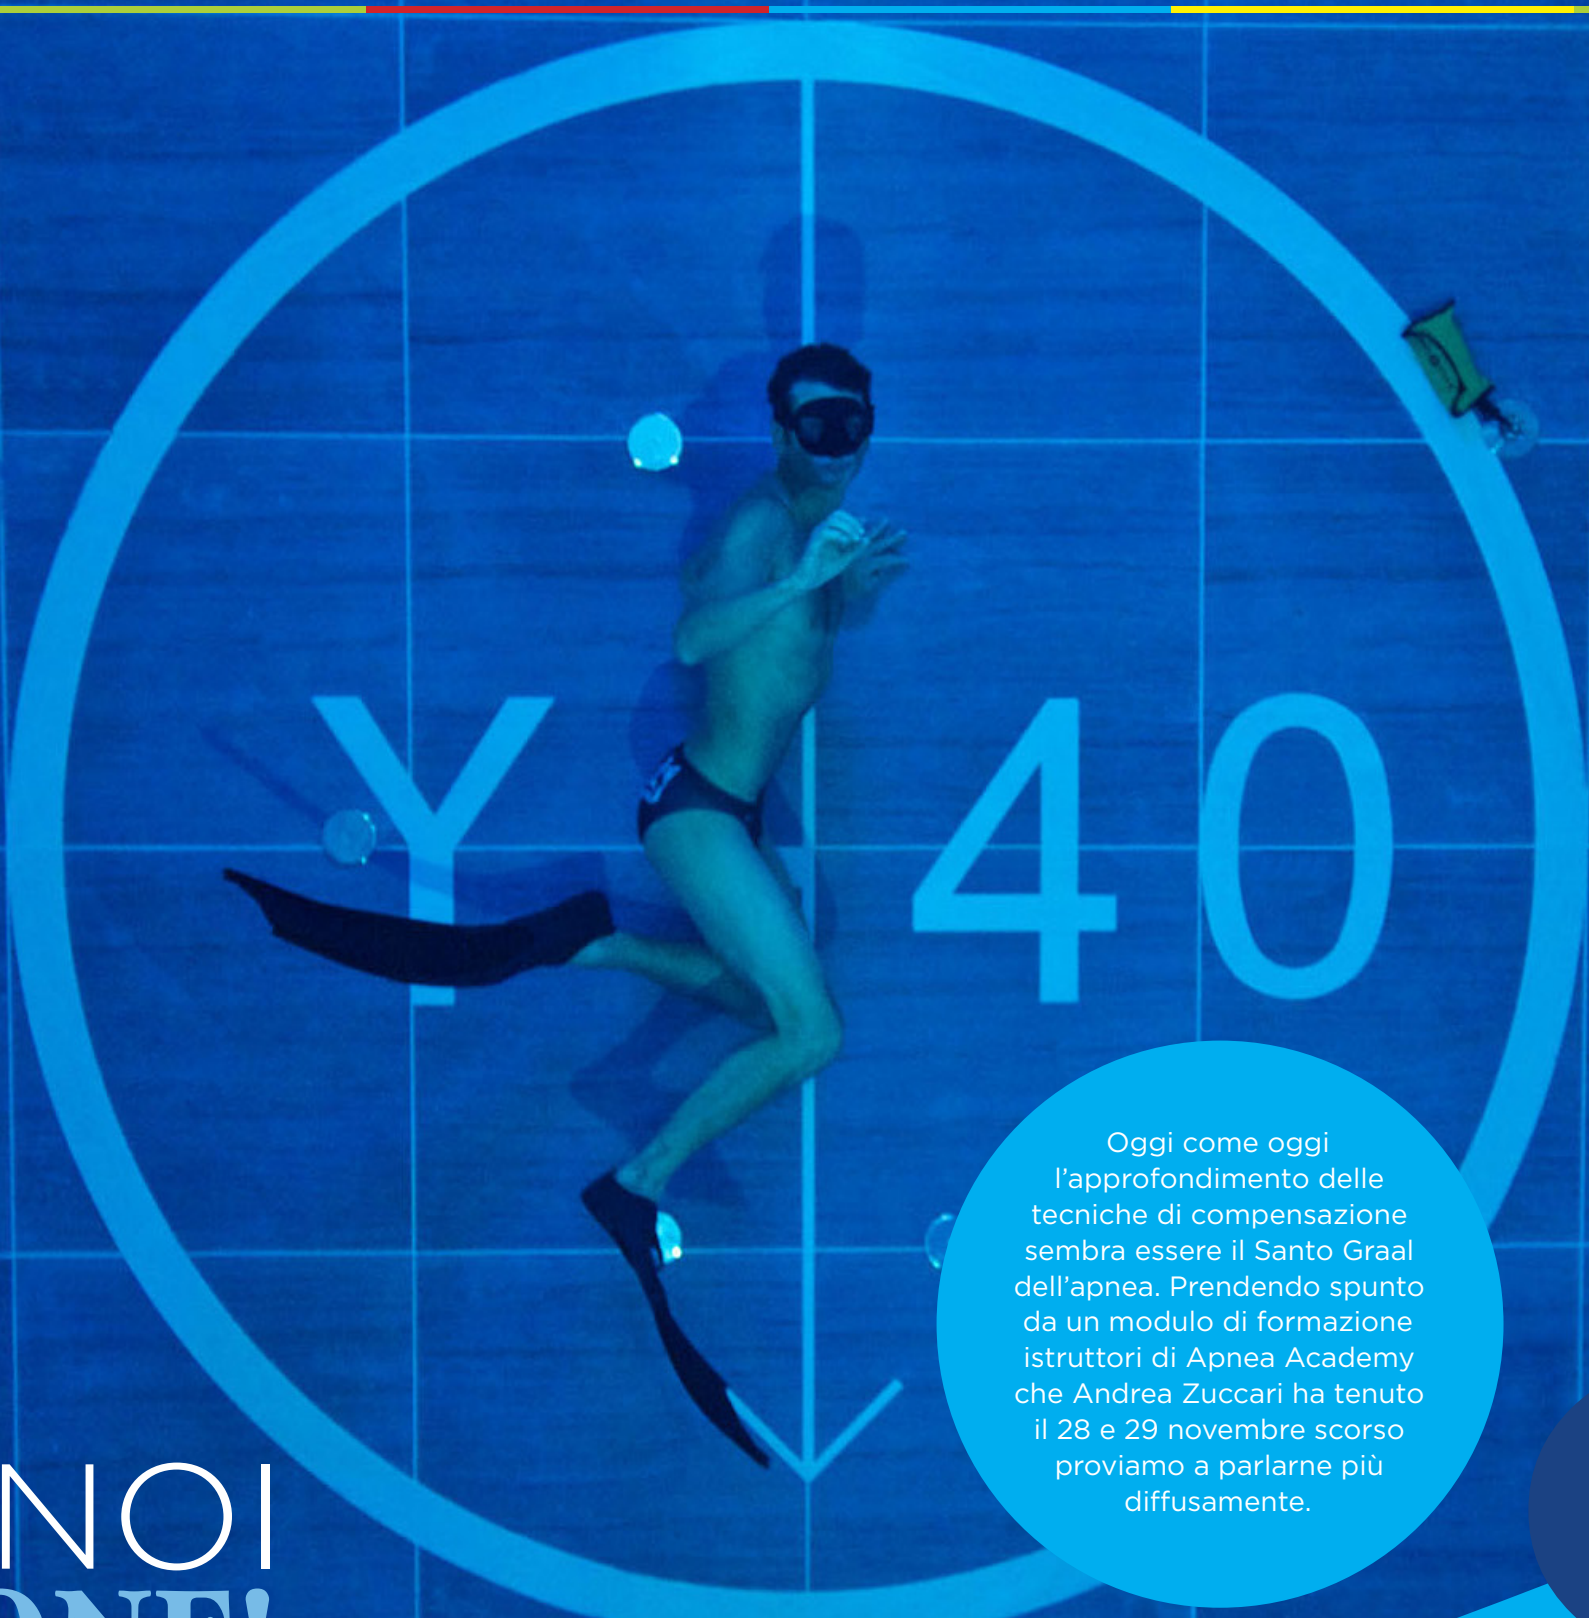 Y 40
Oggi come oggi
l'approfondimento delle
tecniche di compensazione
sembra essere il Santo Graal
dell'apnea. Prendendo spunto
da un modulo di formazione
istruttori di Apnea Academy
che Andrea Zuccari ha tenuto
il 28 e 29 novembre scorso
proviamo a parlarne più
diffusamente.
NOI
ONE!